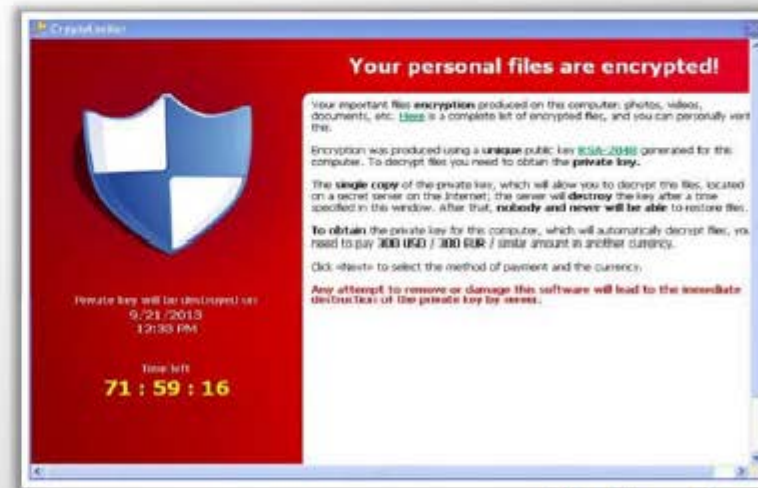 CryptoLocker
Your personal files are encrypted!
Your important files encryption produced on this computer: photos, videos,
documents, etc. Here is a complete list of encrypted files, and you can personally verify
this.
Encryption was produced using a unique public key RSA-2048 generated for this
computer. To decrypt files you need to obtain the private key.
The single copy of the private key, which will allow you to decrypt the files, located
on a secret server on the Internet; the server will destroy the key after a time
specified in this window. After that, nobody and never will be able to restore files.
To obtain the private key for this computer, which will automatically decrypt files, you
need to pay 300 USD / 300 EUR / similar amount in another currency.
Click «Next» to select the method of payment and the currency.
Any attempt to remove or damage this software will lead to the immediate
destruction of the private key by server.
Private key will be destroyed on
9/21/2013
12:33 PM
Time left
71 : 59 : 16